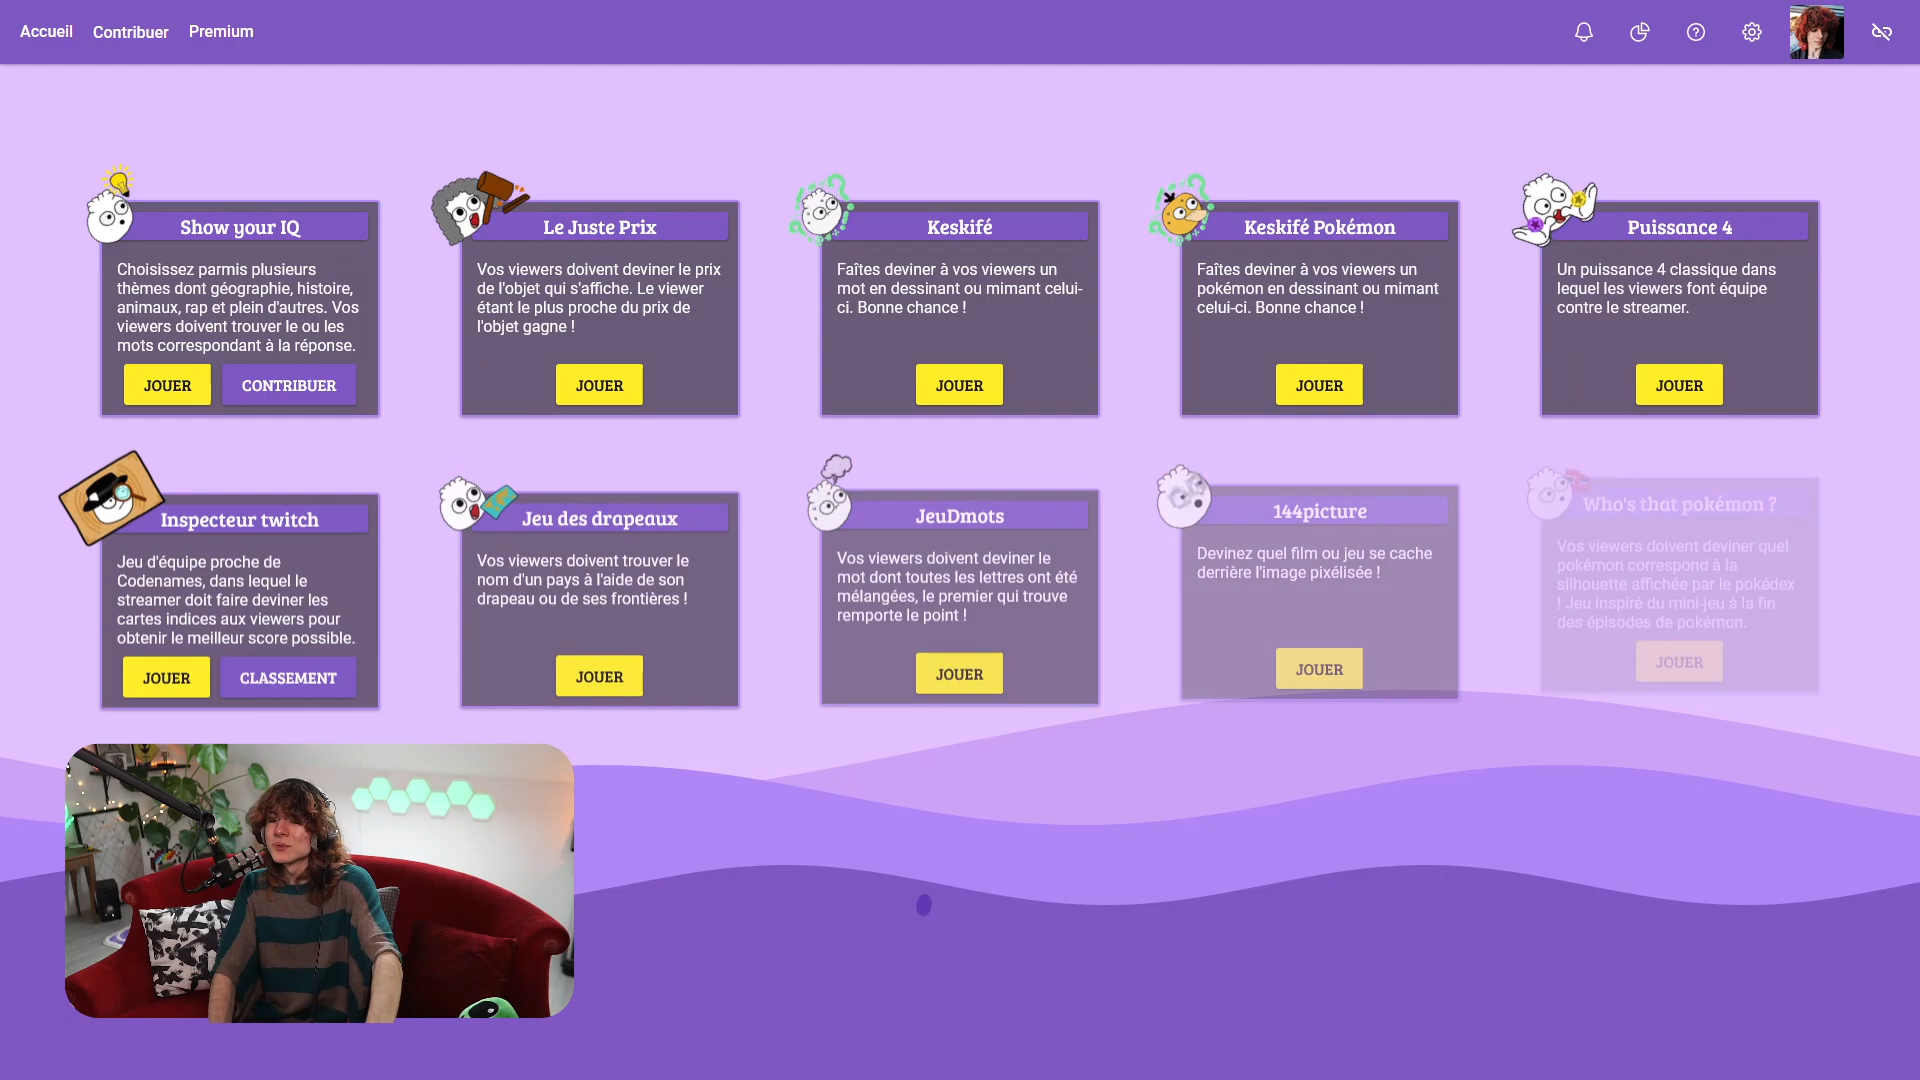 Accueil Contribuer Premium
Show your IQ
Choisissez parmis plusieurs
thèmes dont géographie, histoire,
animaux, rap et plein d'autres. Vos
viewers doivent trouver le ou les
mots correspondant à la réponse.
JOUER CONTRIBUER
Le Juste Prix
Vos viewers doivent deviner le prix
de l'objet qui s'affiche. Le viewer
étant le plus proche du prix de
l'objet gagne !
JOUER
Keskifé
Faîtes deviner à vos viewers un
mot en dessinant ou mimant celui-
ci. Bonne chance !
JOUER
Keskifé Pokémon
Faîtes deviner à vos viewers un
pokémon en dessinant ou mimant
celui-ci. Bonne chance !
JOUER
Puissance 4
Un puissance 4 classique dans
lequel les viewers font équipe
contre le streamer.
JOUER
Inspecteur twitch
Jeu d'équipe proche de
Codenames, dans lequel le
streamer doit faire deviner les
cartes indices aux viewers pour
obtenir le meilleur score possible.
JOUER CLASSEMENT
Jeu des drapeaux
Vos viewers doivent trouver le
nom d'un pays à l'aide de son
drapeau ou de ses frontières !
JOUER
JeuDmots
Vos viewers doivent deviner le
mot dont toutes les lettres ont été
mélangées, le premier qui trouve
remporte le point !
JOUER
144picture
Devinez quel film ou jeu se cache
derrière l'image pixélisée !
JOUER
Who's that pokémon ?
Vos viewers doivent deviner quel
pokémon correspond à la
silhouette affichée par le pokédex
! Jeu inspiré du mini-jeu à la fin
des épisodes de pokémon.
JOUER